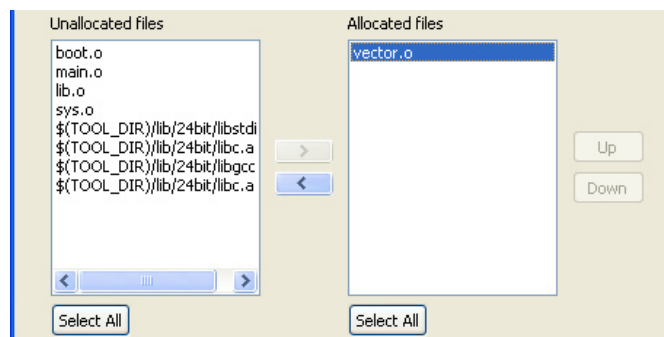 Unallocated files
boot.o
main.o
lib.o
sys.o
$(TOOL_DIR)/lib/24bit/libstdi
$(TOOL_DIR)/lib/24bit/libc.a
$(TOOL_DIR)/lib/24bit/libgcc
$(TOOL_DIR)/lib/24bit/libc.a
Select All
Allocated files
vector.o
Select All
Up
Down